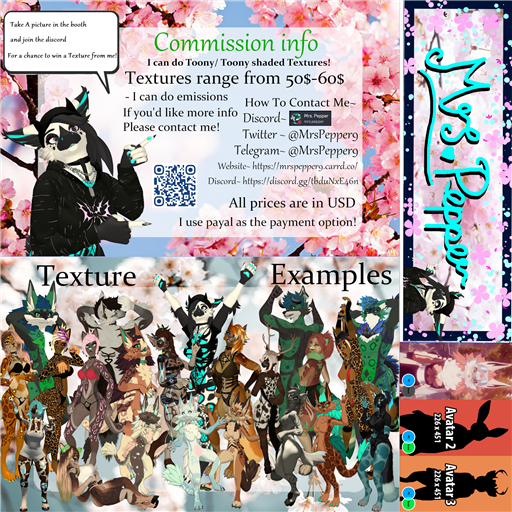 Take A picture in the booth
and join the discord
For a chance to win a Texture from me!
Commission info
I can do Toony/ Toony shaded Textures!
Textures range from 50$-60$
- I can do emissions
If you'd like more info
Please contact me!
How To Contact Me~
Discord~ Mrs. Pepper
Twitter ~ @MrsPepper9
Telegram~ @MrsPepper9
Website~ https://mrspepper9.carrd.co/
Discord~ https://discord.gg/tbduNxE46n
All prices are in USD
I use payal as the payment option!
Texture Examples
Mrs.Pepper
Avatar 2
226 x 451
Avatar 3
226 x 451